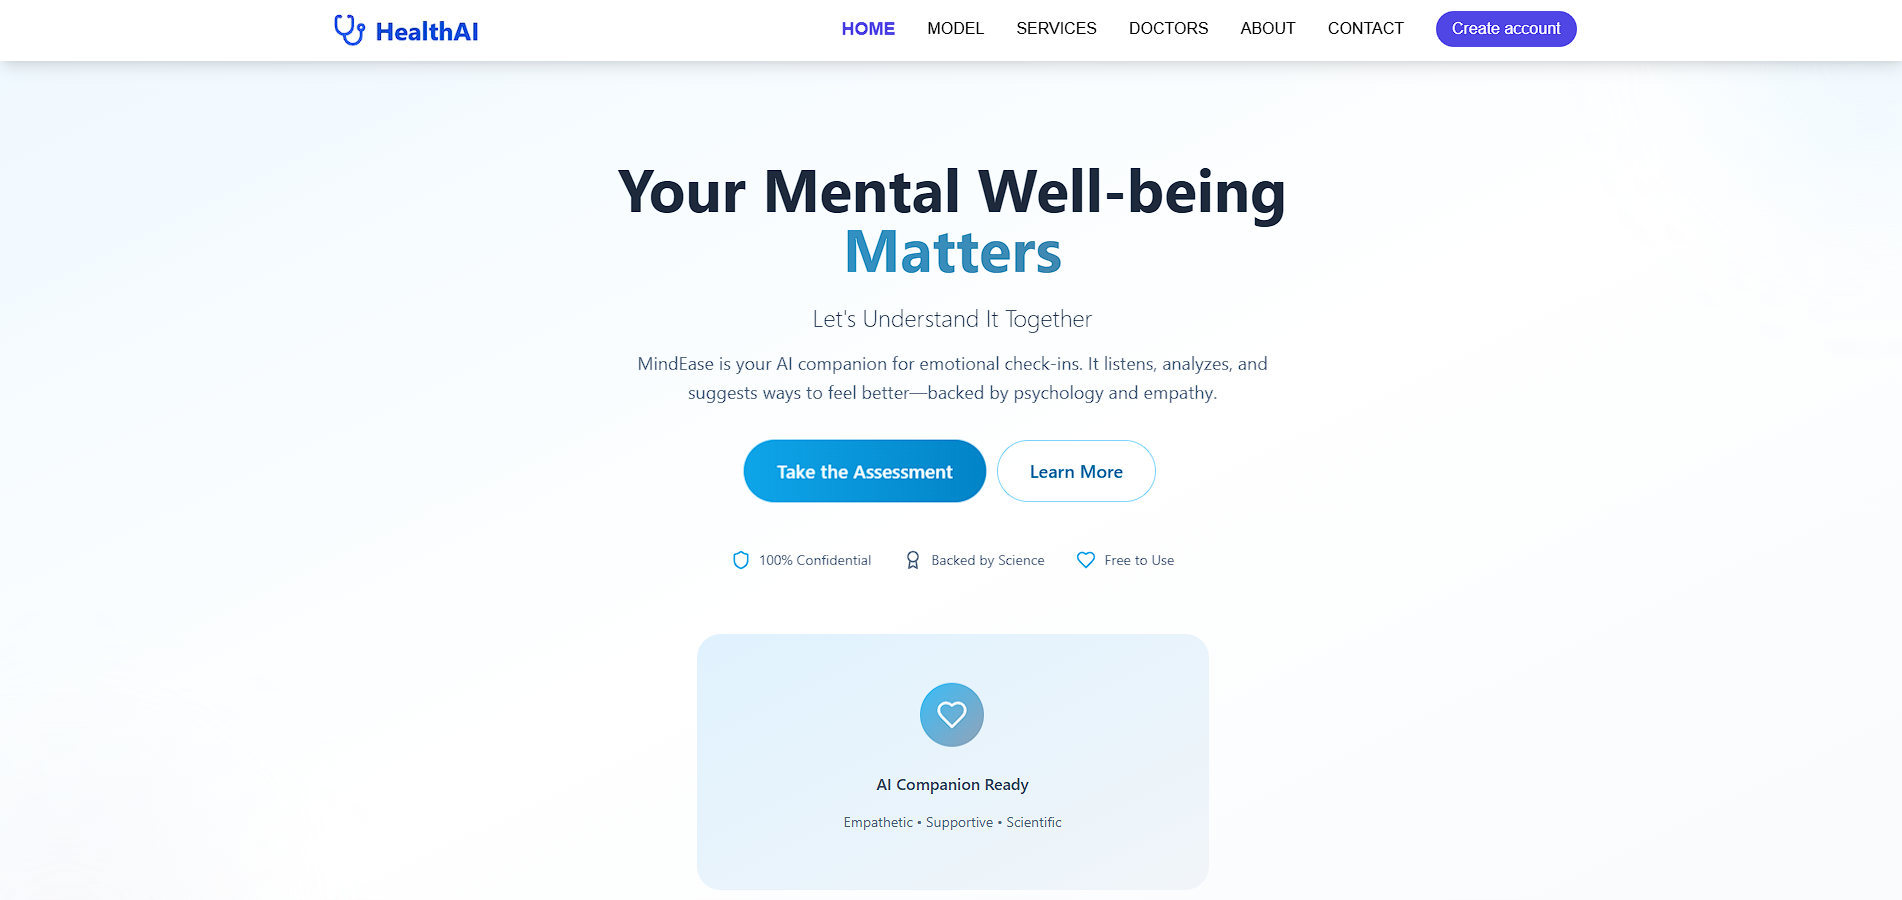 HealthAI
HOME MODEL SERVICES DOCTORS ABOUT CONTACT Create account
Your Mental Well-being
Matters
Let's Understand It Together
MindEase is your AI companion for emotional check-ins. It listens, analyzes, and
suggests ways to feel better—backed by psychology and empathy.
Take the Assessment Learn More
100% Confidential Backed by Science Free to Use
AI Companion Ready
Empathetic • Supportive • Scientific